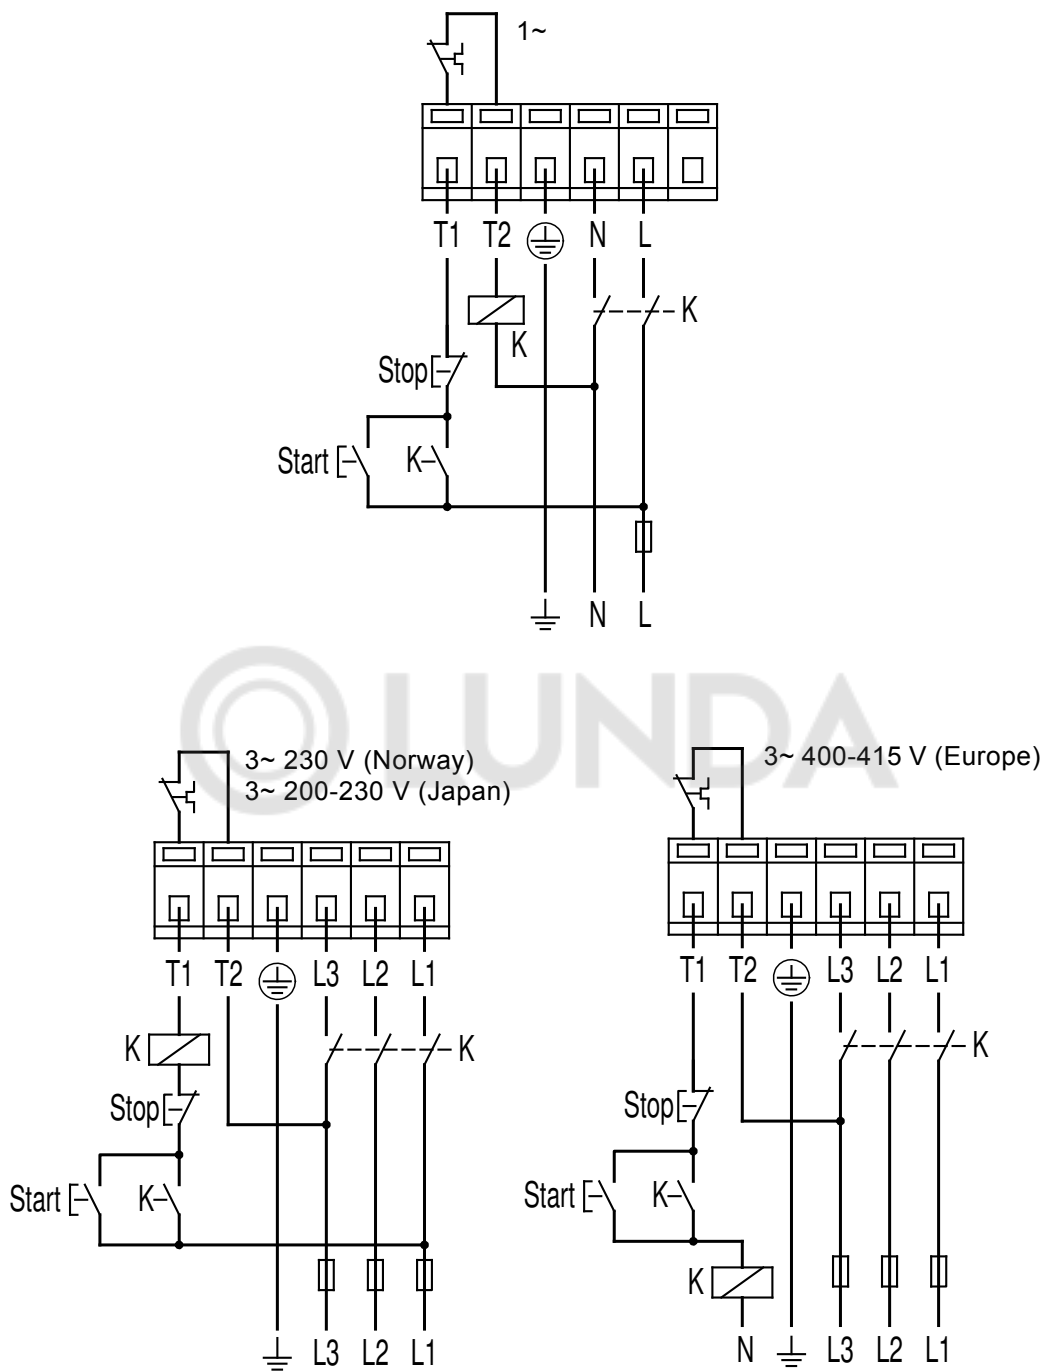 1~
T1 T2 N L
K
K
Stop
Start
K
N L
LUNDA
3~ 230 V (Norway)
3~ 200-230 V (Japan)
T1 T2 L3 L2 L1
K
K
Stop
Start
K
L3 L2 L1
3~ 400-415 V (Europe)
T1 T2 L3 L2 L1
K
Stop
Start
K
K
N L3 L2 L1